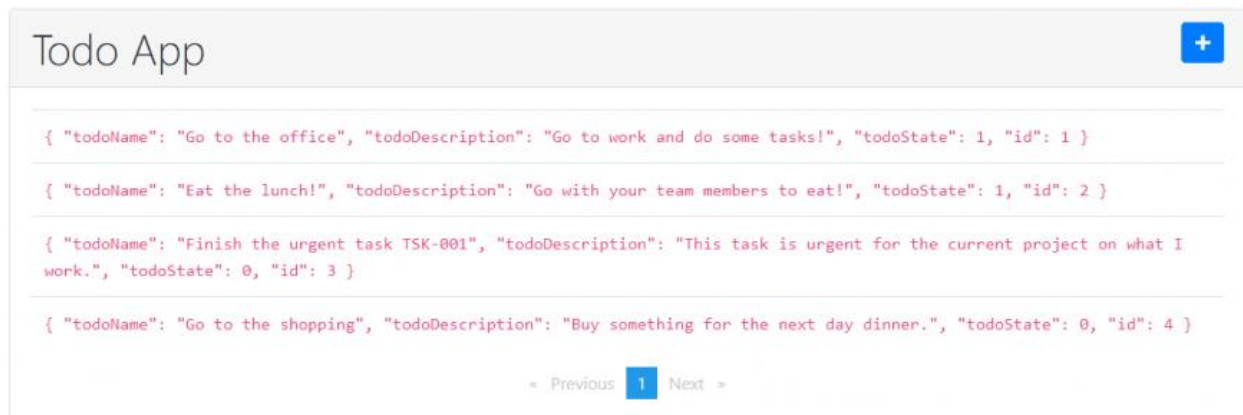 Todo App
+
{ "todoName": "Go to the office", "todoDescription": "Go to work and do some tasks!", "todoState": 1, "id": 1 }
{ "todoName": "Eat the lunch!", "todoDescription": "Go with your team members to eat!", "todoState": 1, "id": 2 }
{ "todoName": "Finish the urgent task TSK-001", "todoDescription": "This task is urgent for the current project on what I
work.", "todoState": 0, "id": 3 }
{ "todoName": "Go to the shopping", "todoDescription": "Buy something for the next day dinner.", "todoState": 0, "id": 4 }
« Previous 1 Next »